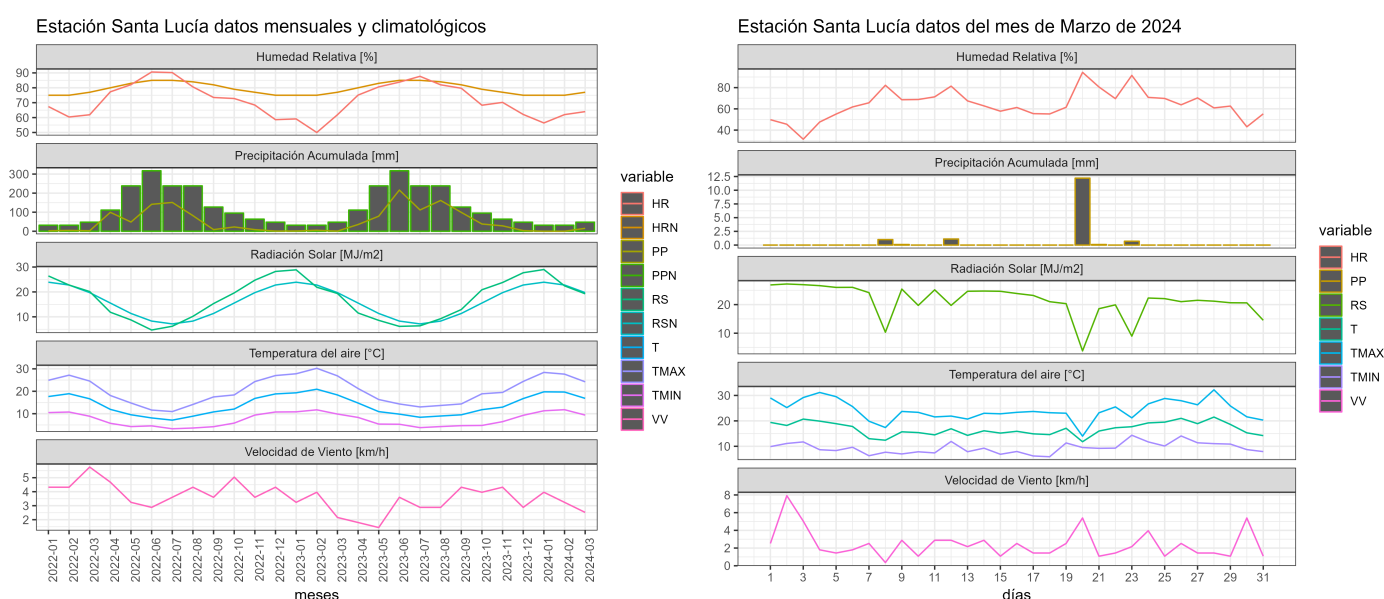 Estación Santa Lucía datos mensuales y climatológicos
Humedad Relativa [%]
90
80
70
60
50
Precipitación Acumulada [mm]
300
200
100
0
Radiación Solar [MJ/m2]
30
20
10
Temperatura del aire [°C]
30
20
10
Velocidad de Viento [km/h]
5
4
3
2
2022-01
2022-02
2022-03
2022-04
2022-05
2022-06
2022-07
2022-08
2022-09
2022-10
2022-11
2022-12
2023-01
2023-02
2023-03
2023-04
2023-05
2023-06
2023-07
2023-08
2023-09
2023-10
2023-11
2023-12
2024-01
2024-02
2024-03
meses
variable
HR
HRN
PP
PPN
RS
RSN
T
TMAX
TMIN
VV
Estación Santa Lucía datos del mes de Marzo de 2024
Humedad Relativa [%]
80
60
40
Precipitación Acumulada [mm]
12.5
10.0
7.5
5.0
2.5
0.0
Radiación Solar [MJ/m2]
20
10
Temperatura del aire [°C]
30
20
10
Velocidad de Viento [km/h]
8
6
4
2
0
1 3 5 7 9 11 13 15 17 19 21 23 25 27 29 31
días
variable
HR
PP
RS
T
TMAX
TMIN
VV